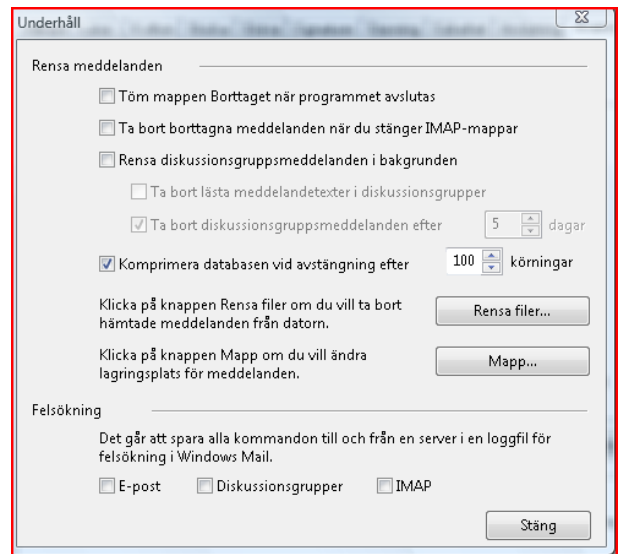 Underhåll
Rensa meddelanden
Töm mappen Borttaget när programmet avslutas
Ta bort borttagna meddelanden när du stänger IMAP-mappar
Rensa diskussionsgruppsmeddelanden i bakgrunden
Ta bort lästa meddelandetexter i diskussionsgrupper
Ta bort diskussionsgruppsmeddelanden efter 5 dagar
Komprimera databasen vid avstängning efter 100 körningar
Klicka på knappen Rensa filer om du vill ta bort
hämtade meddelanden från datorn.
Rensa filer...
Klicka på knappen Mapp om du vill ändra
lagringsplats för meddelanden.
Mapp...
Felsökning
Det går att spara alla kommandon till och från en server i en loggfil för
felsökning i Windows Mail.
E-post Diskussionsgrupper IMAP
Stäng